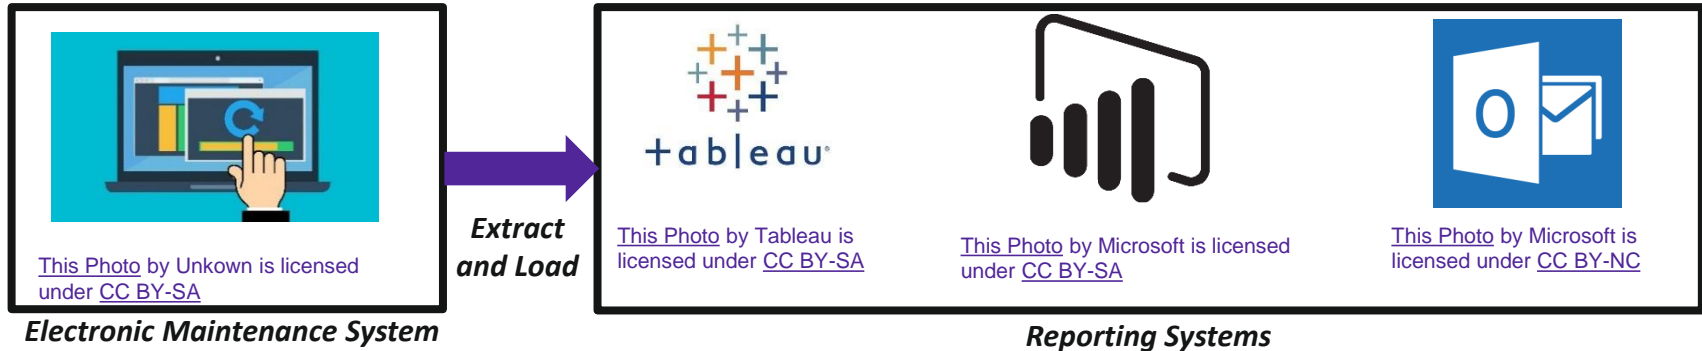 +ableau
O
This Photo by Unkown is licensed
under CC BY-SA
Electronic Maintenance System
Extract
and Load
This Photo by Tableau is
licensed under CC BY-SA
This Photo by Microsoft is licensed
under CC BY-SA
This Photo by Microsoft is
licensed under CC BY-NC
Reporting Systems